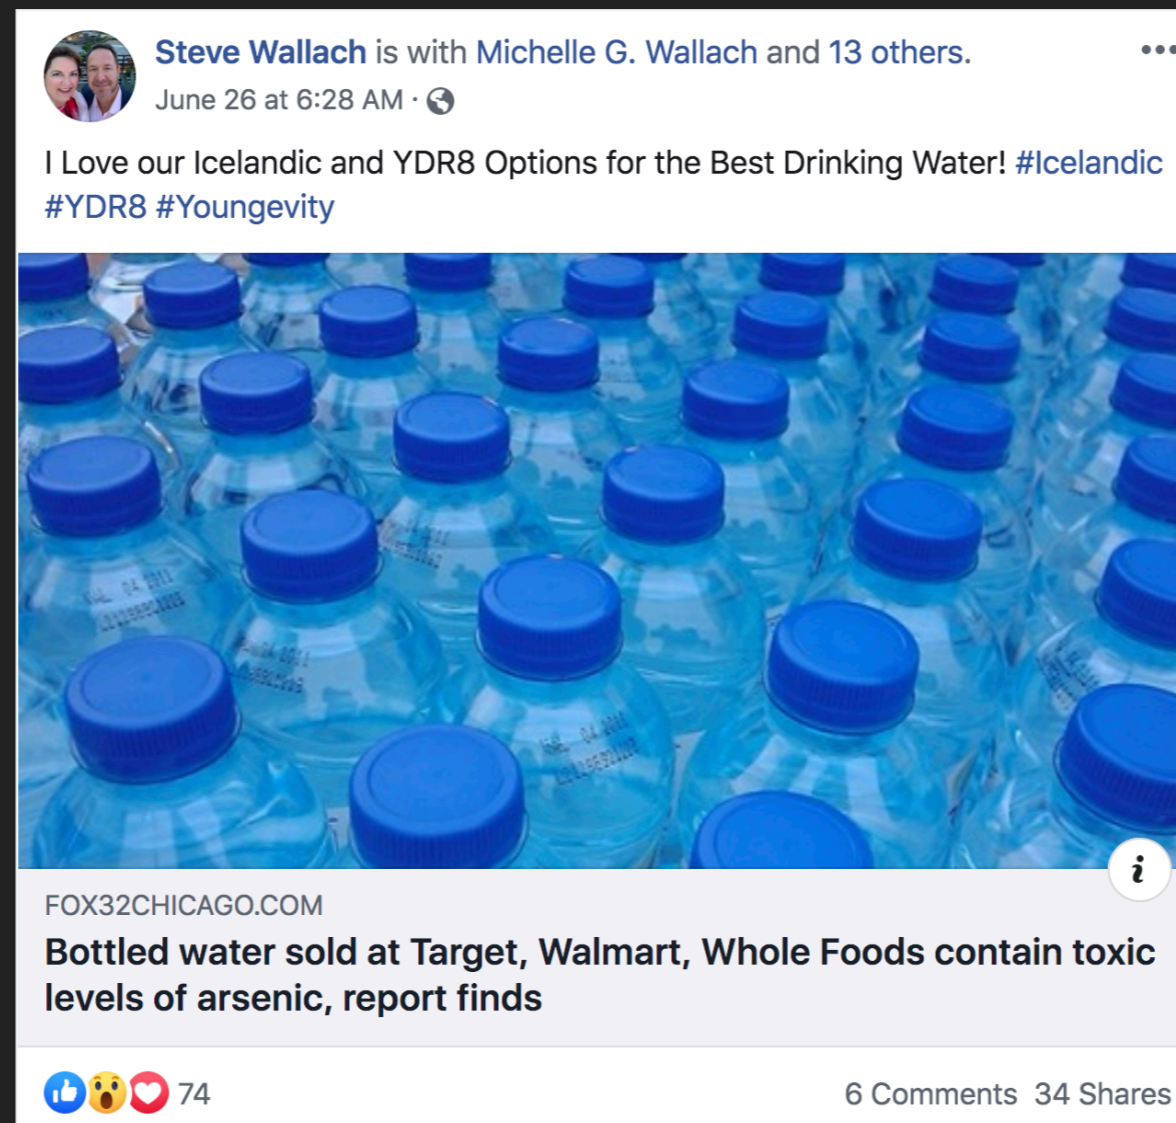 Steve Wallach is with Michelle G. Wallach and 13 others.
June 26 at 6:28 AM ·
I Love our Icelandic and YDR8 Options for the Best Drinking Water! #Icelandic
#YDR8 #Youngevity
FOX32CHICAGO.COM
Bottled water sold at Target, Walmart, Whole Foods contain toxic
levels of arsenic, report finds
74
6 Comments 34 Shares